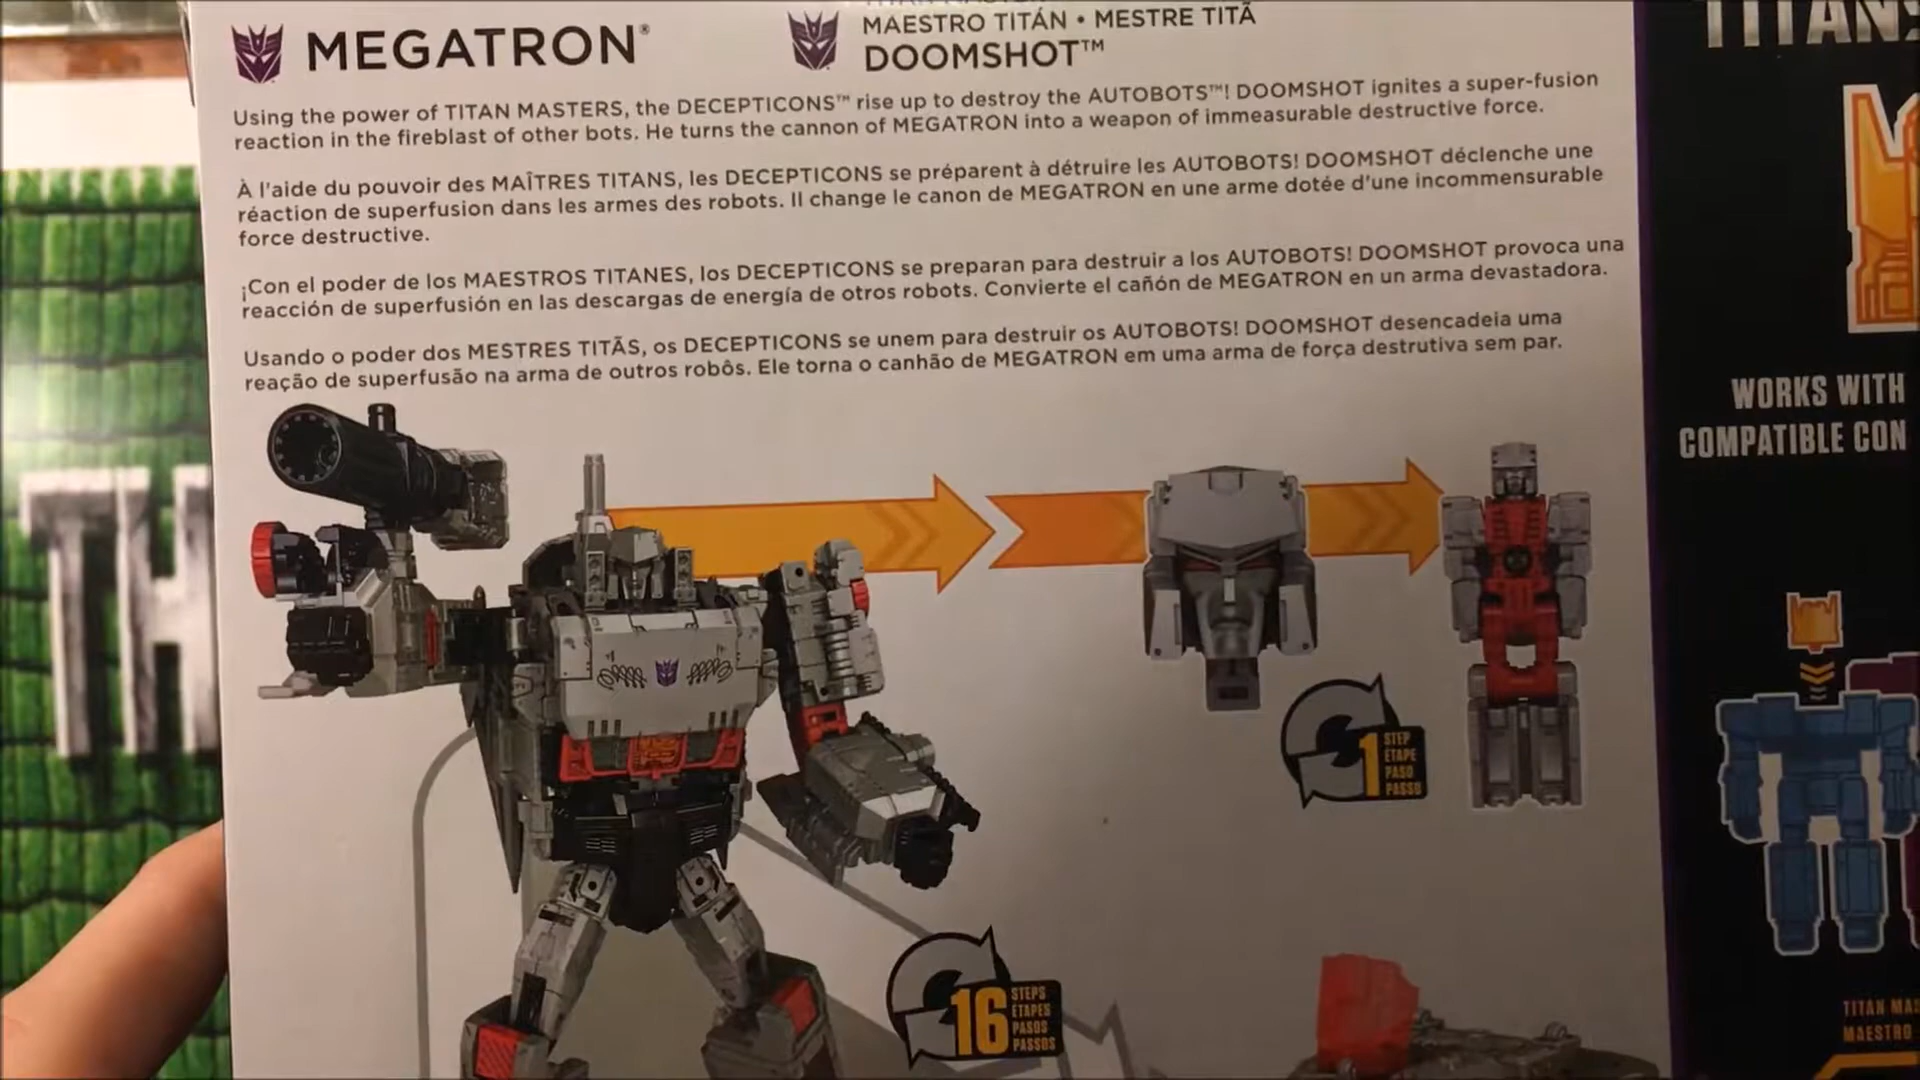 MEGATRON®
MAESTRO TITÁN • MESTRE TITÃ
DOOMSHOT™
Using the power of TITAN MASTERS, the DECEPTICONS™ rise up to destroy the AUTOBOTS™! DOOMSHOT ignites a super-fusion
reaction in the fireblast of other bots. He turns the cannon of MEGATRON into a weapon of immeasurable destructive force.
À l'aide du pouvoir des MAÎTRES TITANS, les DECEPTICONS se préparent à détruire les AUTOBOTS! DOOMSHOT déclenche une
réaction de superfusion dans les armes des robots. Il change le canon de MEGATRON en une arme dotée d'une incommensurable
force destructive.
¡Con el poder de los MAESTROS TITANES, los DECEPTICONS se preparan para destruir a los AUTOBOTS! DOOMSHOT provoca una
reacción de superfusión en las descargas de energía de otros robots. Convierte el cañón de MEGATRON en un arma devastadora.
Usando o poder dos MESTRES TITÃS, os DECEPTICONS se unem para destruir os AUTOBOTS! DOOMSHOT desencadeia uma
reação de superfusão na arma de outros robôs. Ele torna o canhão de MEGATRON em uma arma de força destrutiva sem par.
1 STEP
ÉTAPE
PASO
PASSO
16 STEPS
ÉTAPES
PASOS
PASSOS
TITANS
WORKS WITH
COMPATIBLE CON
TITAN MAS
MAESTRO
TH